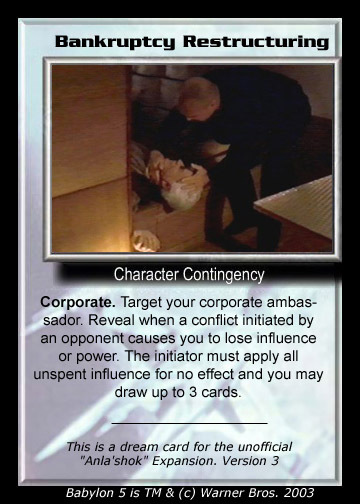 Bankruptcy Restructuring
Character Contingency
Corporate. Target your corporate ambas-
sador. Reveal when a conflict initiated by
an opponent causes you to lose influence
or power. The initiator must apply all
unspent influence for no effect and you may
draw up to 3 cards.
This is a dream card for the unofficial
"Anla'shok" Expansion. Version 3
Babylon 5 is TM & (c) Warner Bros. 2003